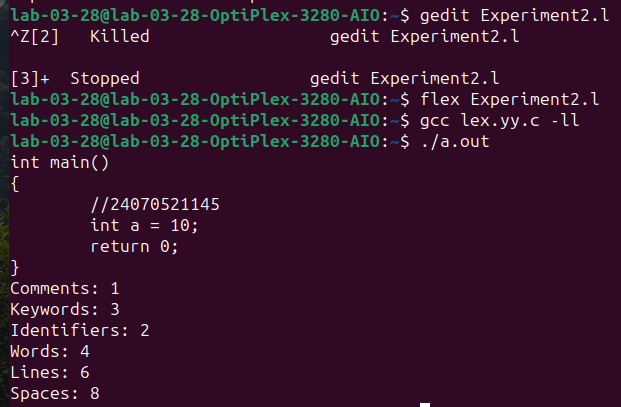 lab-03-28@lab-03-28-OptiPlex-3280-AIO:~$ gedit Experiment2.l
^Z[2]   Killed                  gedit Experiment2.l

[3]+  Stopped                 gedit Experiment2.l
lab-03-28@lab-03-28-OptiPlex-3280-AIO:~$ flex Experiment2.l
lab-03-28@lab-03-28-OptiPlex-3280-AIO:~$ gcc lex.yy.c -ll
lab-03-28@lab-03-28-OptiPlex-3280-AIO:~$ ./a.out
int main()
{
        //24070521145
        int a = 10;
        return 0;
}
Comments: 1
Keywords: 3
Identifiers: 2
Words: 4
Lines: 6
Spaces: 8